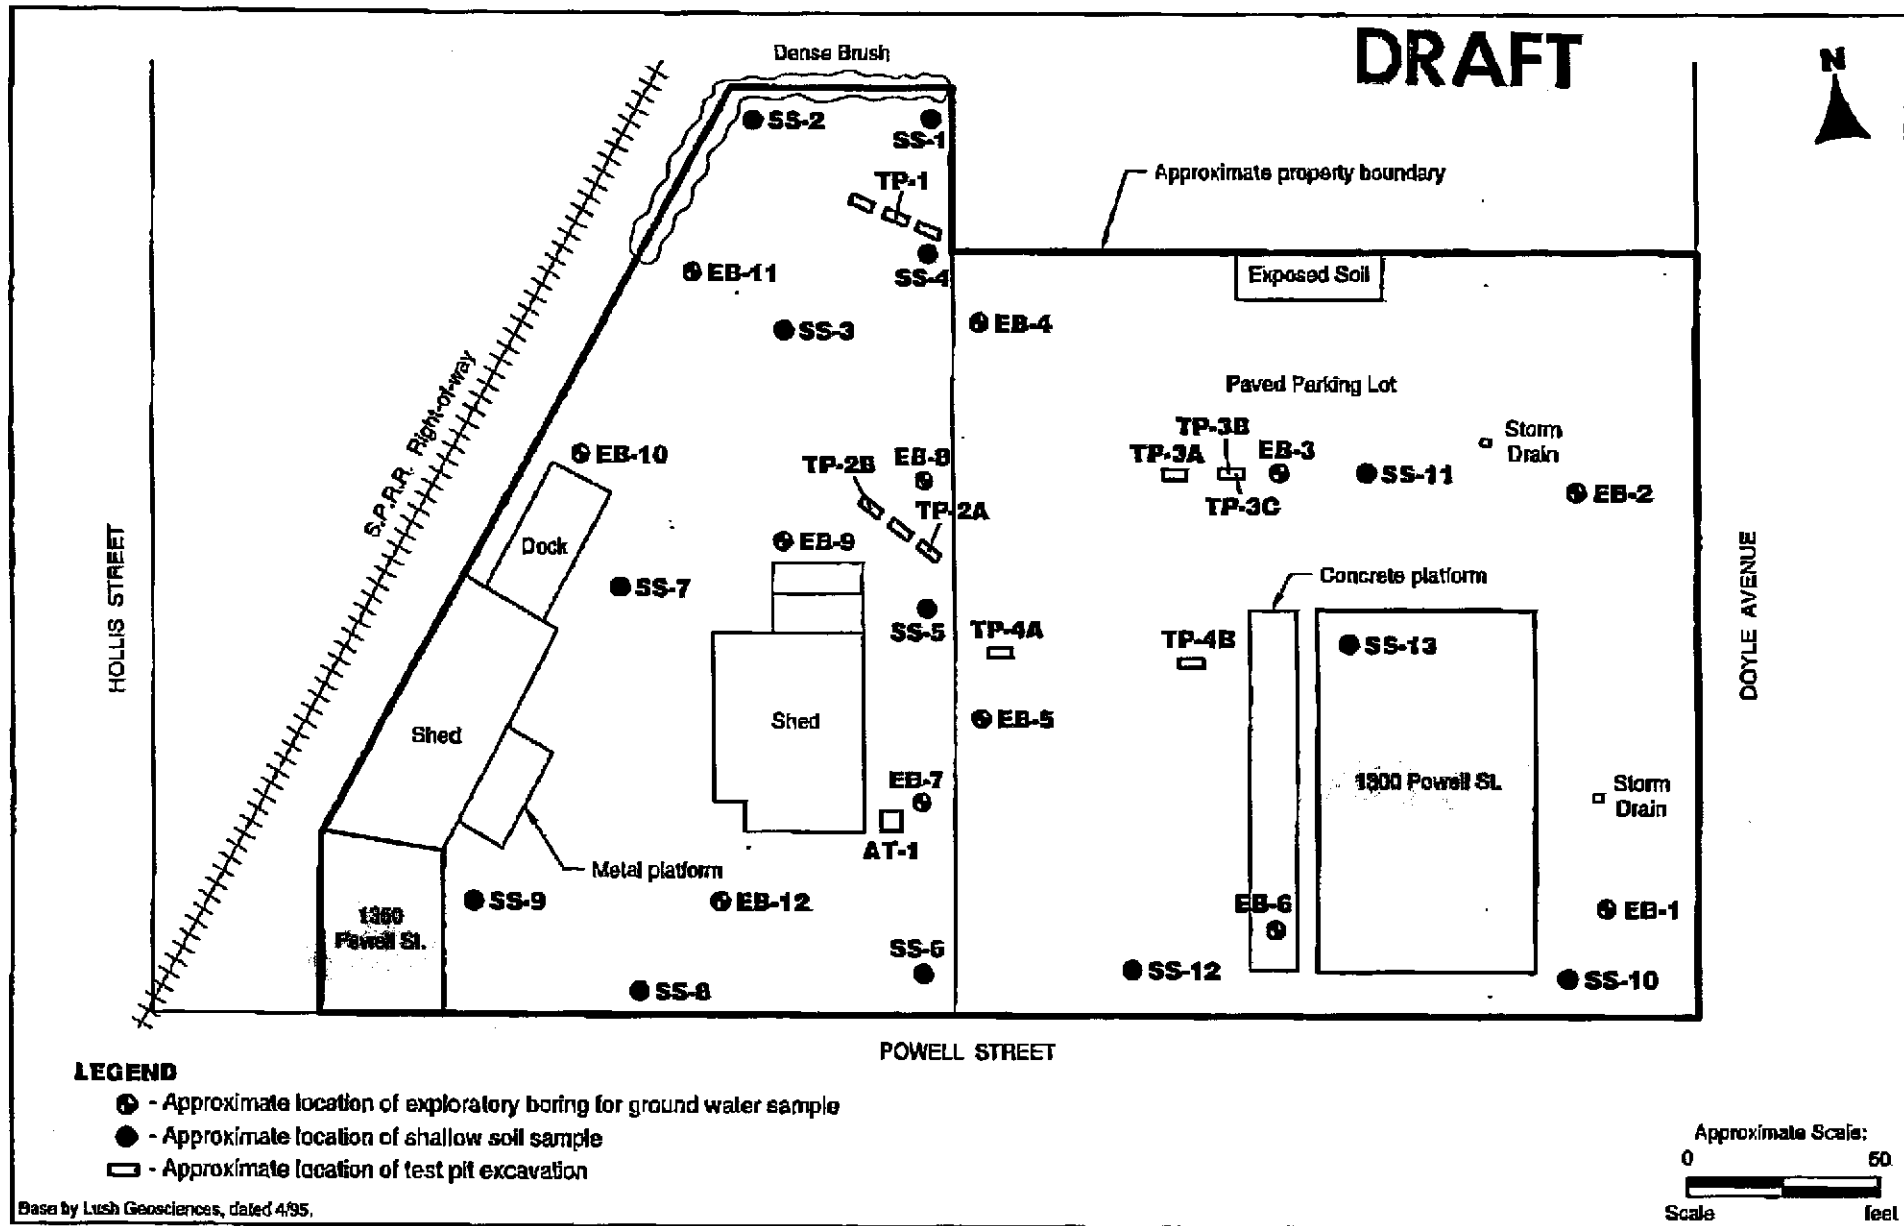 DRAFT
Dense Brush
N
SS-2
SS-1
TP-1
Approximate property boundary
SS-4
EB-11
Exposed Soil
SS-3
EB-4
S.P.R.R. Right-of-way
Paved Parking Lot
EB-10
TP-2B
EB-8
TP-3A
TP-3B
EB-3
SS-11
Storm
Drain
EB-2
TP-3C
TP-2A
Dock
EB-9
HOLLIS STREET
DOYLE AVENUE
SS-7
Concrete platform
SS-5
TP-4A
TP-4B
SS-13
Shed
Shed
EB-5
EB-7
1300 Powell St.
Storm
Drain
AT-1
Metal platform
SS-9
EB-12
1350
Powell St.
EB-6
EB-1
SS-6
SS-12
SS-10
SS-8
POWELL STREET
LEGEND
- Approximate location of exploratory boring for ground water sample
- Approximate location of shallow soil sample
- Approximate location of test pit excavation
Base by Lush Geosciences, dated 4/95.
Approximate Scale:
0 50
Scale feet